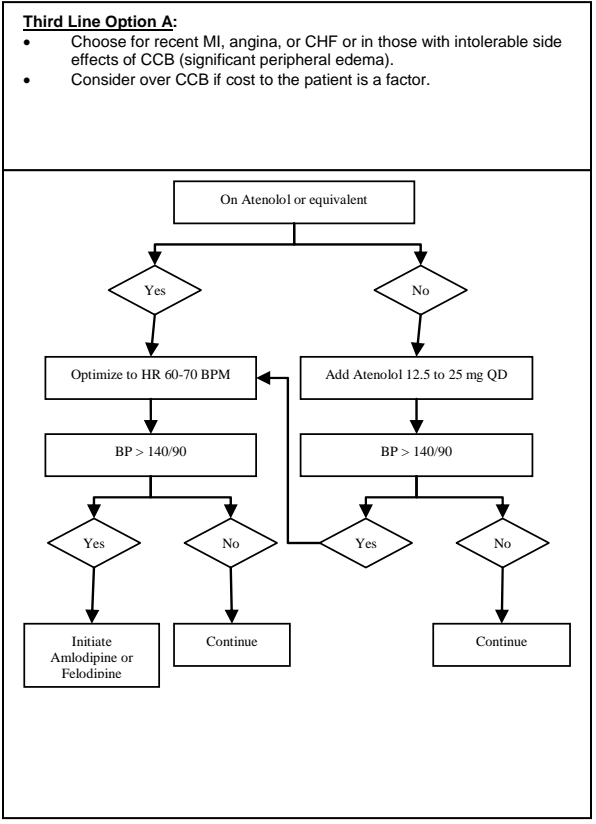 Third Line Option A:
• Choose for recent MI, angina, or CHF or in those with intolerable side
effects of CCB (significant peripheral edema).
• Consider over CCB if cost to the patient is a factor.
On Atenolol or equivalent
Yes
No
Optimize to HR 60-70 BPM
Add Atenolol 12.5 to 25 mg QD
BP > 140/90
BP > 140/90
Yes
No
Yes
No
Initiate
Amlodipine or
Felodipine
Continue
Continue